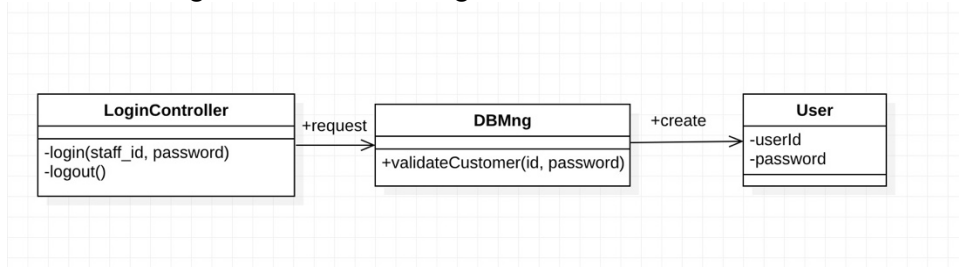 LoginController
-login(staff_id, password)
-logout()
+request
DBMng
+validateCustomer(id, password)
+create
User
-userId
-password